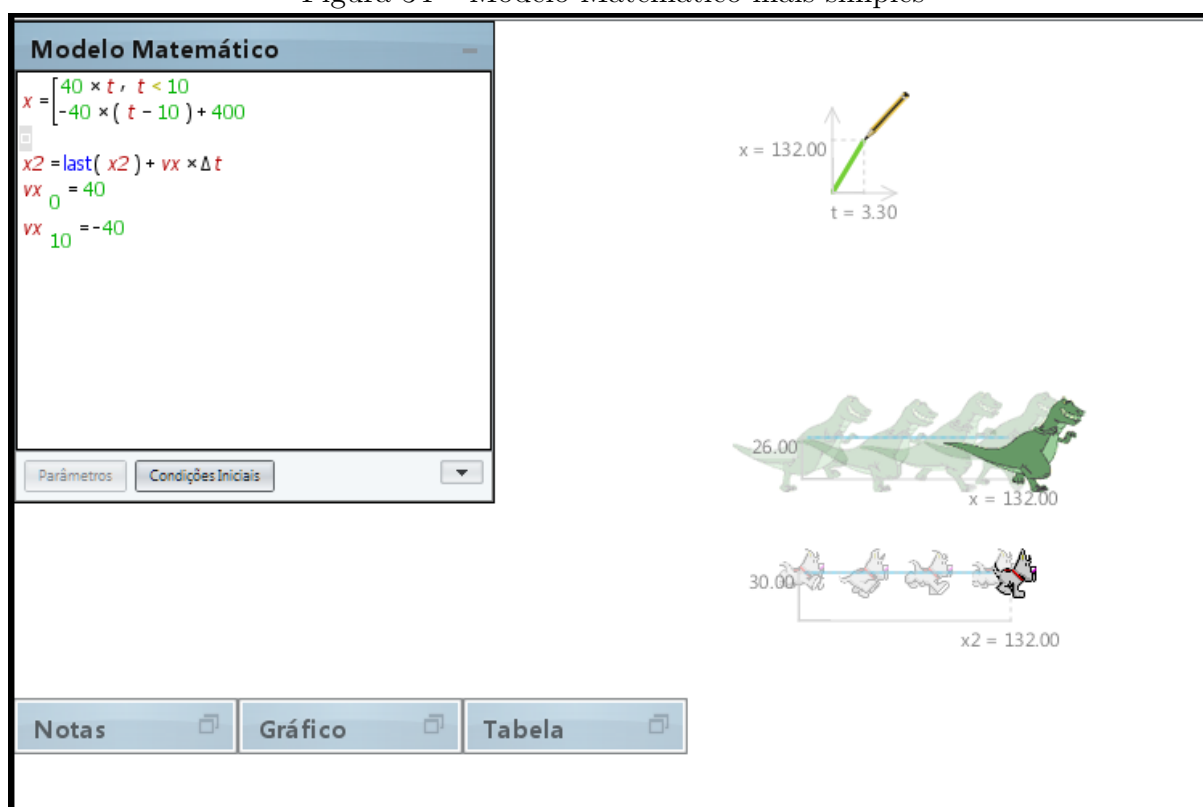 Modelo Matemático
x = 40 × t, t < 10
-40 × ( t - 10 ) + 400
x2 = last( x2 ) + vx × Δ t
vx 0 = 40
vx 10 = -40
Parâmetros Condições Iniciais
x = 132.00
t = 3.30
26.00
x = 132.00
30.00
x2 = 132.00
Notas Gráfico Tabela